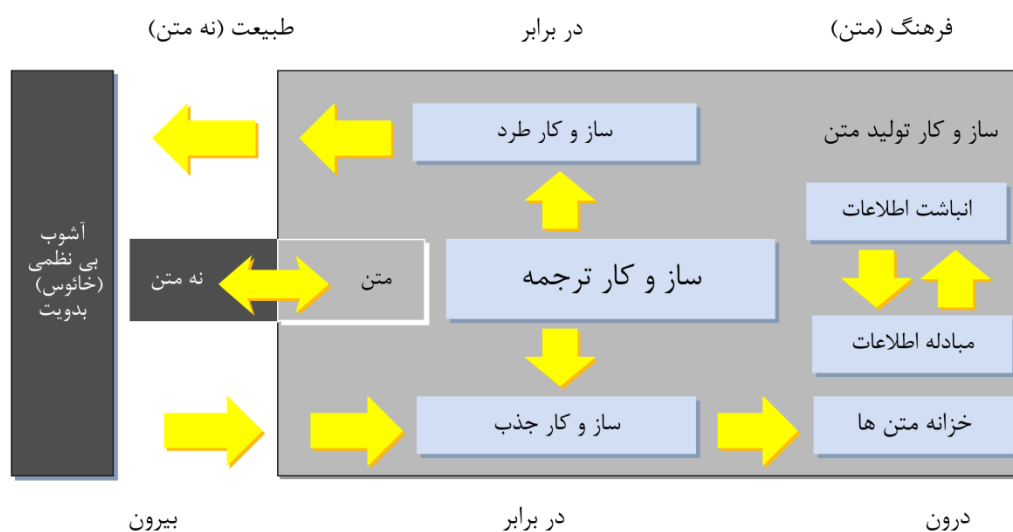 فرهنگ (متن)
در برابر
طبیعت (نه متن)
ساز و کار تولید متن
ساز و کار طرد
انباشت اطلاعات
آشوب
بی نظمی
(خائوس)
بدویت
نه متن
متن
ساز و کار ترجمه
مبادله اطلاعات
ساز و کار جذب
خزانه متن ها
درون
در برابر
بیرون